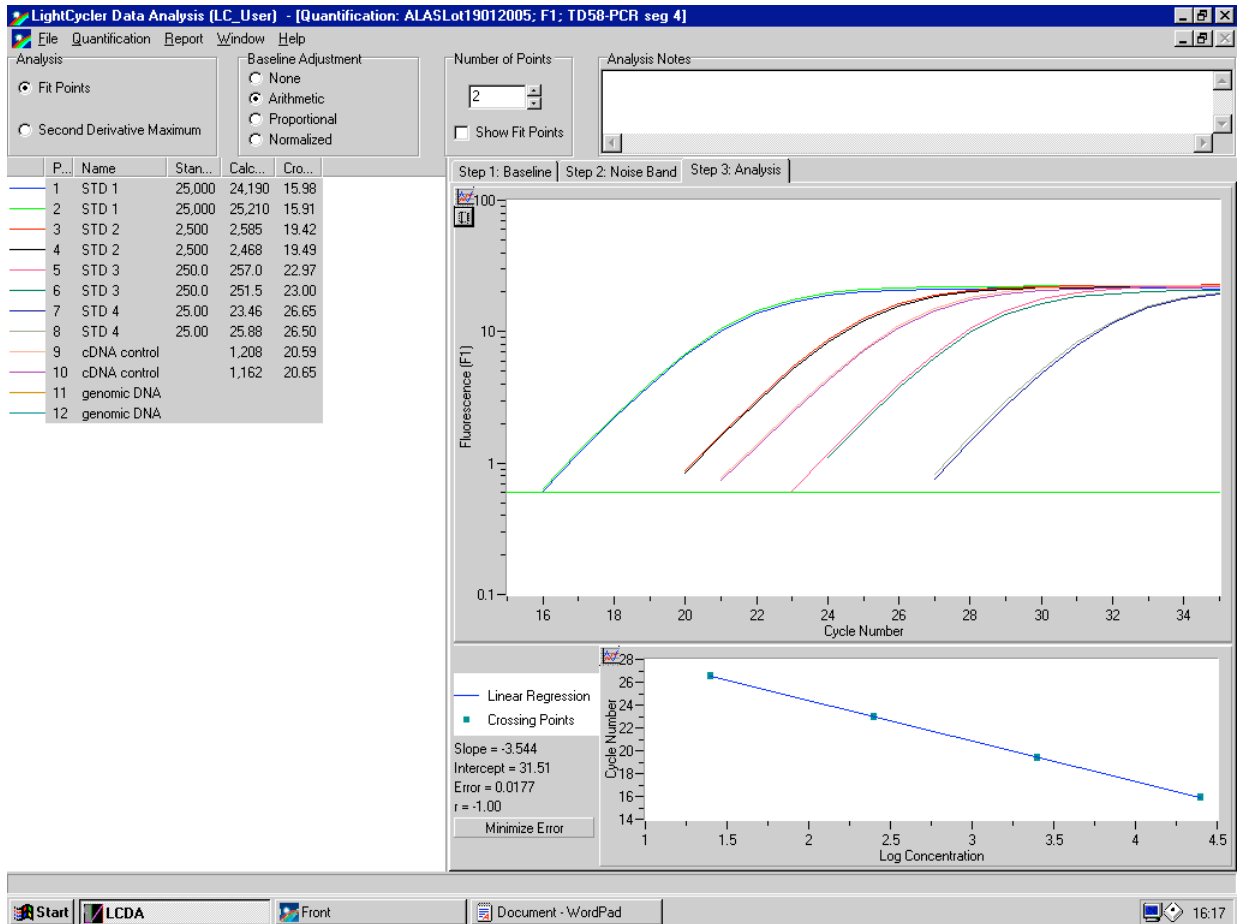 LightCycler Data Analysis (LC_User) - [Quantification: ALASLot19012005; F1; TD58-PCR seg 4]
File Quantification Report Window Help
Analysis
Fit Points
Second Derivative Maximum
Baseline Adjustment
None
Arithmetic
Proportional
Normalized
Number of Points
2
Show Fit Points
Analysis Notes
P... Name Stan... Calc... Cro...
1 STD 1 25,000 24,190 15.98
2 STD 1 25,000 25,210 15.91
3 STD 2 2,500 2,585 19.42
4 STD 2 2,500 2,468 19.49
5 STD 3 250.0 257.0 22.97
6 STD 3 250.0 251.5 23.00
7 STD 4 25.00 23.46 26.65
8 STD 4 25.00 25.88 26.50
9 cDNA control 1,208 20.59
10 cDNA control 1,162 20.65
11 genomic DNA
12 genomic DNA
Step 1: Baseline Step 2: Noise Band Step 3: Analysis
100
10
1
0.1
Fluorescence (F1)
16 18 20 22 24 26 28 30 32 34
Cycle Number
Linear Regression
Crossing Points
Slope = -3.544
Intercept = 31.51
Error = 0.0177
r = -1.00
Minimize Error
28
26
24
22
20
18
16
14
Cycle Number
1 1.5 2 2.5 3 3.5 4 4.5
Log Concentration
Start LCDA Front Document - WordPad 16:17